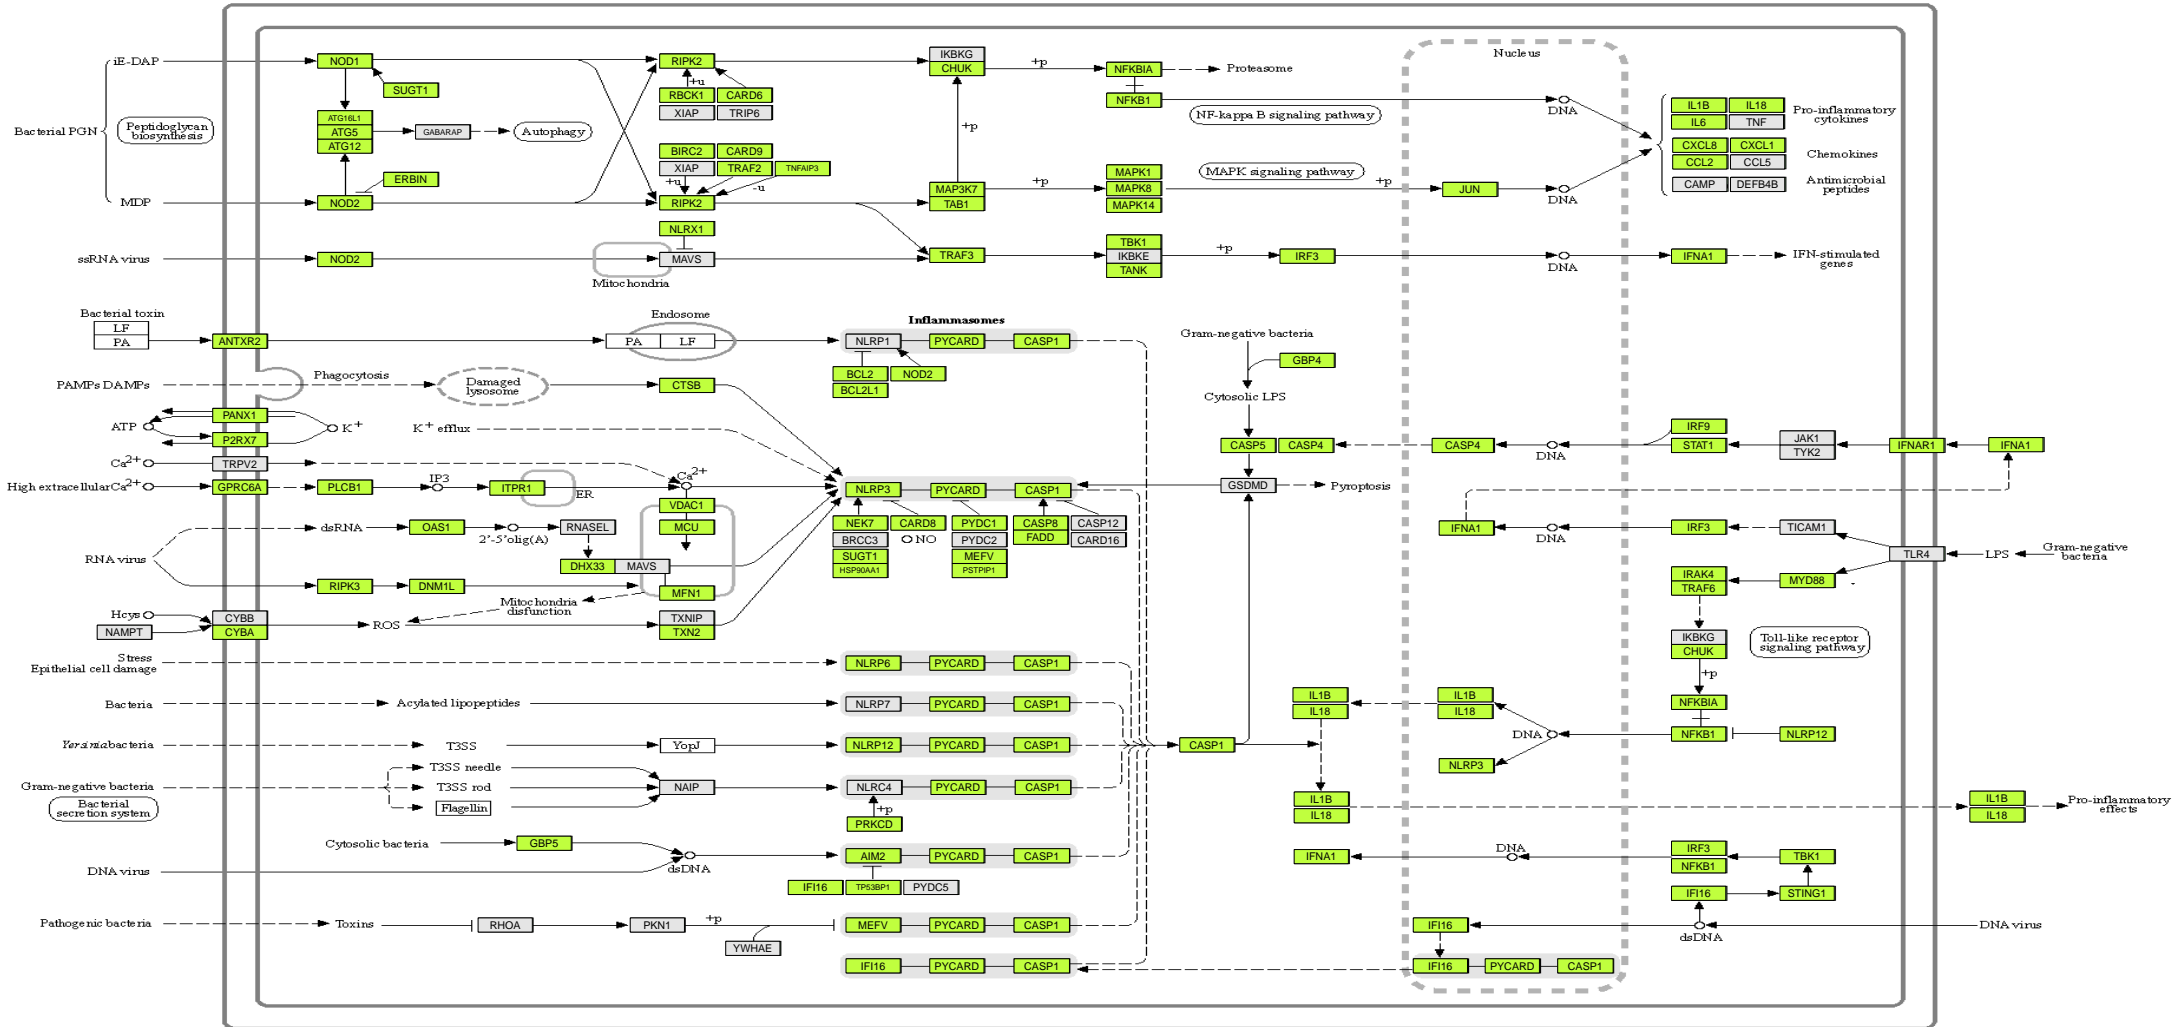 Nucleus
iE-DAP
NOD1
RIPK2
IKBKG
CHUK
+p
NFKBIA
Proteasome
SUGT1
+u
RBCK1
CARD6
XIAP
TRIP6
NFKB1
DNA
NF-kappa B signaling pathway
IL1B
IL18
IL6
TNF
Pro-inflammatory
cytokines
Bacterial PGN
Peptidoglycan
biosynthesis
ATG16L1
ATG5
ATG12
GABARAP
Autophagy
+p
BIRC2
CARD9
XIAP
TRAF2
TNFAIP3
+u
-u
CXCL8
CXCL1
CCL2
CCL5
Chemokines
ERBIN
MAP3K7
TAB1
+p
MAPK1
MAPK8
MAPK14
MAPK signaling pathway
+p
JUN
DNA
CAMP
DEFB4B
Antimicrobial
peptides
MDP
NOD2
RIPK2
NLRX1
ssRNA virus
NOD2
MAVS
Mitochondria
TRAF3
TBK1
IKBKE
TANK
+p
IRF3
DNA
IFNA1
IFN-stimulated
genes
Bacterial toxin
LF
PA
ANTXR2
Endosome
PA
LF
Inflammasomes
NLRP1
PYCARD
CASP1
BCL2
NOD2
BCL2L1
Gram-negative bacteria
GBP4
Cytosolic LPS
PAMPs DAMPs
Phagocytosis
Damaged
lysosome
CTSB
PANX1
ATP
K+
P2RX7
K+ efflux
CASP5
CASP4
CASP4
DNA
IRF9
STAT1
JAK1
TYK2
IFNAR1
IFNA1
Ca2+
TRPV2
High extracellularCa2+
GPRC6A
PLCB1
IP3
ITPR1
ER
Ca2+
VDAC1
MCU
NLRP3
PYCARD
CASP1
GSDMD
Pyroptosis
NEK7
CARD8
BRCC3
NO
SUGT1
HSP90AA1
PYDC1
PYDC2
MEFV
PSTPIP1
CASP8
FADD
CASP12
CARD16
IFNA1
DNA
IRF3
TICAM1
TLR4
LPS
Gram-negative
bacteria
dsRNA
OAS1
2'-5'olig(A)
RNASEL
RNA virus
DHX33
MAVS
RIPK3
DNM1L
MFN1
Mitochondria
disfunction
IRAK4
TRAF6
MYD88
-
Hcys
NAMPT
CYBB
CYBA
ROS
TXNIP
TXN2
IKBKG
CHUK
Toll-like receptor
signaling pathway
+p
Stress
Epithelial cell damage
NLRP6
PYCARD
CASP1
Bacteria
Acylated lipopeptides
NLRP7
PYCARD
CASP1
IL1B
IL18
IL1B
IL18
NFKBIA
Yersiniabacteria
T3SS
YopJ
NLRP12
PYCARD
CASP1
CASP1
DNA
NFKB1
NLRP12
NLRP3
Gram-negative bacteria
Bacterial
secretion system
T3SS needle
T3SS rod
Flagellin
NAIP
NLRC4
PYCARD
CASP1
+p
PRKCD
IL1B
IL18
IL1B
IL18
Pro-inflammatory
effects
Cytosolic bacteria
GBP5
DNA virus
dsDNA
AIM2
PYCARD
CASP1
IFI16
TP53BP1
PYDC5
IFNA1
DNA
IRF3
NFKB1
TBK1
IFI16
STING1
Pathogenic bacteria
Toxins
RHOA
PKN1
+p
YWHAE
MEFV
PYCARD
CASP1
IFI16
dsDNA
DNA virus
IFI16
PYCARD
CASP1
IFI16
PYCARD
CASP1